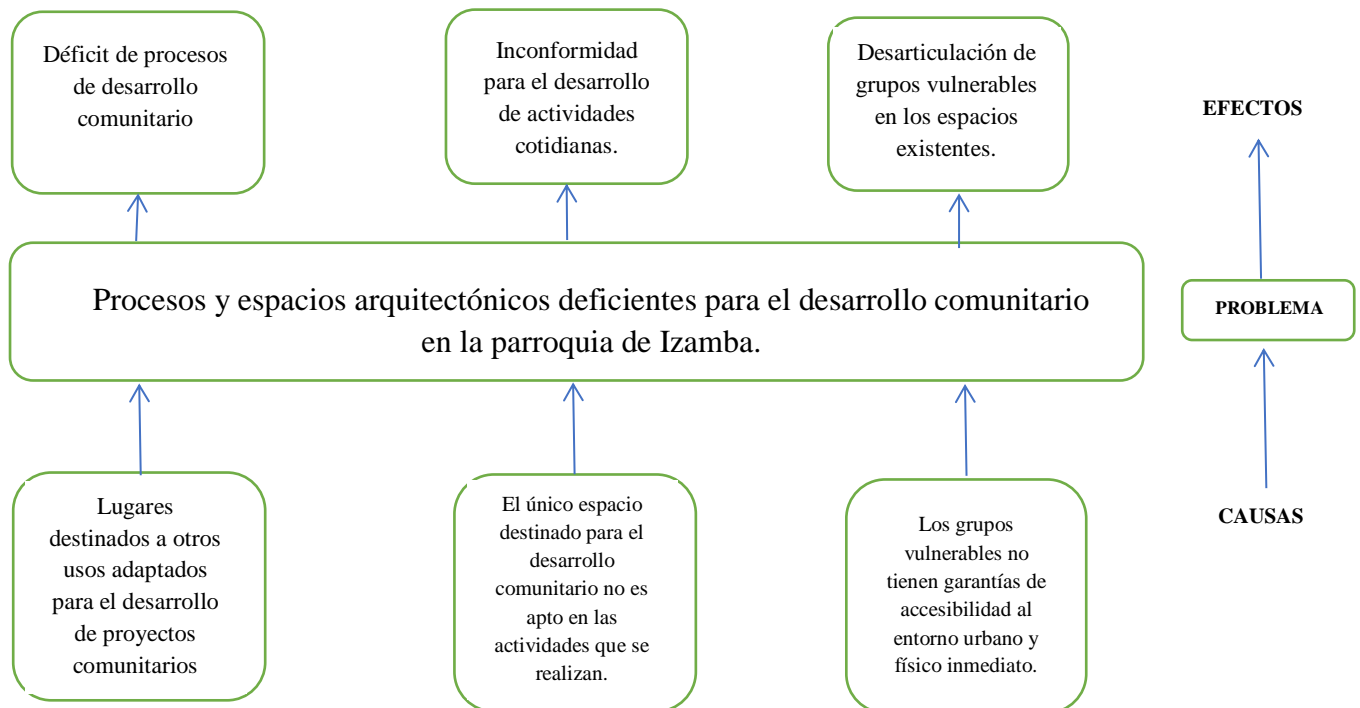 Déficit de procesos
de desarrollo
comunitario
Inconformidad
para el desarrollo
de actividades
cotidianas.
Desarticulación de
grupos vulnerables
en los espacios
existentes.
EFECTOS
Procesos y espacios arquitectónicos deficientes para el desarrollo comunitario
en la parroquia de Izamba.
PROBLEMA
Lugares
destinados a otros
usos adaptados
para el desarrollo
de proyectos
comunitarios
El único espacio
destinado para el
desarrollo
comunitario no es
apto en las
actividades que se
realizan.
Los grupos
vulnerables no
tienen garantías de
accesibilidad al
entorno urbano y
físico inmediato.
CAUSAS